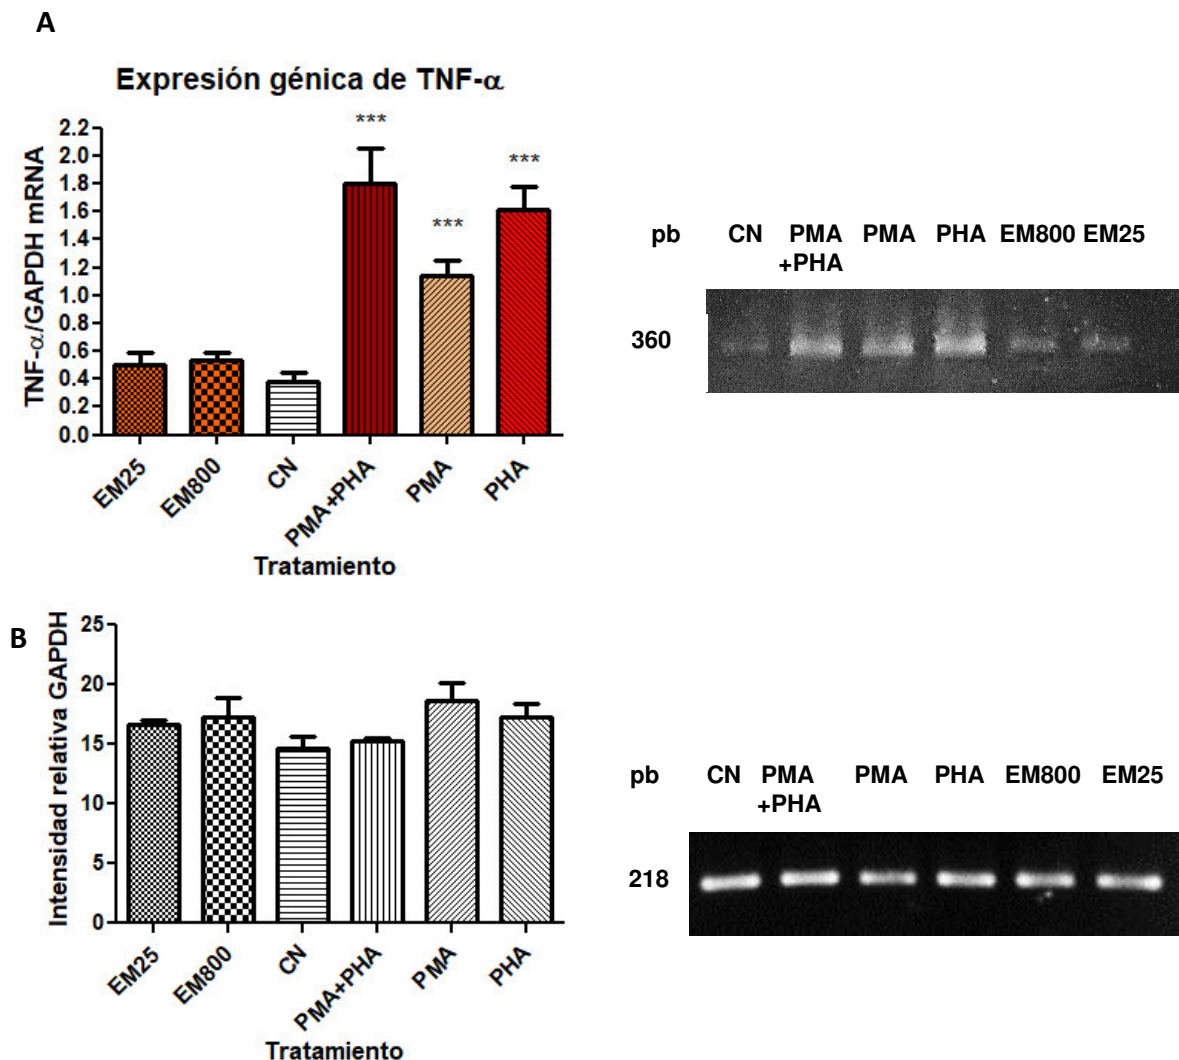 A
Expresión génica de TNF-α
TNF-α/GAPDH mRNA
2.2
2.0
1.8
1.6
1.4
1.2
1.0
0.8
0.6
0.4
0.2
0.0
***
***
***
EM25
EM800
CN
PMA+PHA
PMA
PHA
Tratamiento
pb CN PMA PMA PHA EM800 EM25
+PHA
360
B
Intensidad relativa GAPDH
25
20
15
10
5
0
EM25
EM800
CN
PMA+PHA
PMA
PHA
Tratamiento
pb CN PMA PMA PHA EM800 EM25
+PHA
218